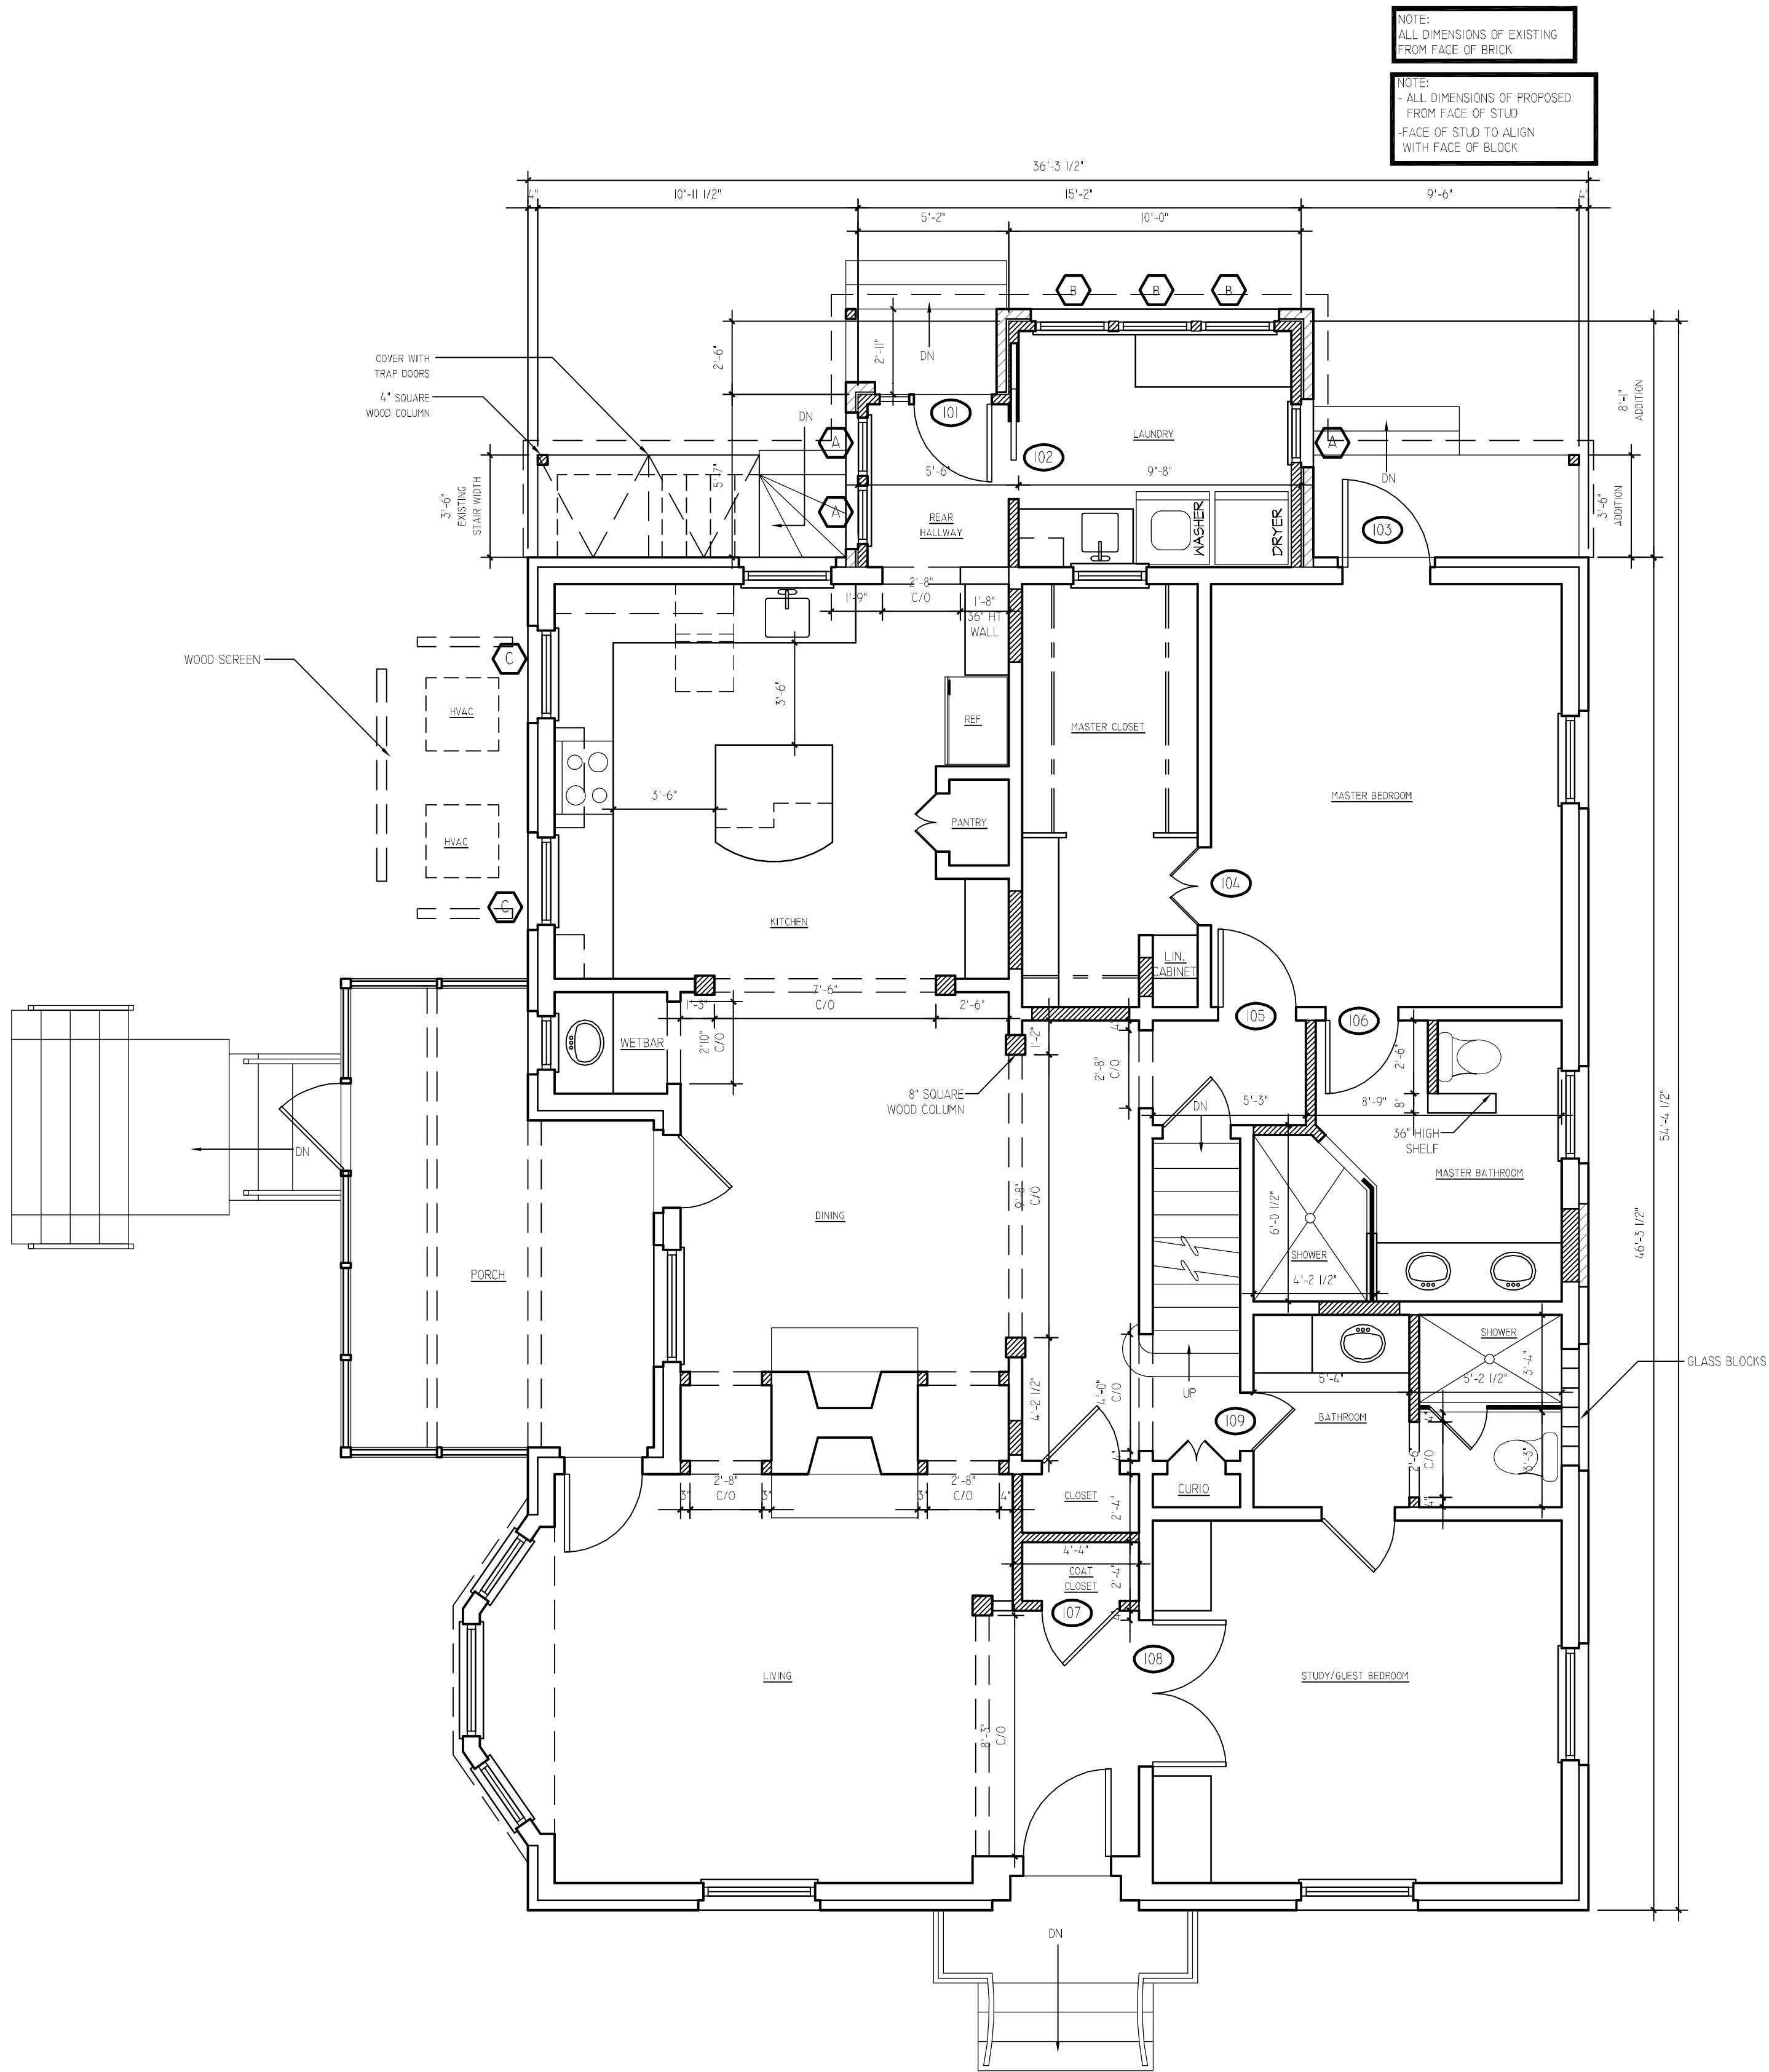 NOTE:
ALL DIMENSIONS OF EXISTING
FROM FACE OF BRICK
NOTE:
- ALL DIMENSIONS OF PROPOSED
FROM FACE OF STUD
-FACE OF STUD TO ALIGN
WITH FACE OF BLOCK
36'-3 1/2"
4"
10'-11 1/2"
15'-2"
9'-6"
4"
5'-2"
10'-0"
B
B
B
COVER WITH
TRAP DOORS
4" SQUARE
WOOD COLUMN
2'-6"
2'-11"
DN
DN
101
A
102
LAUNDRY
A
DN
8'-1"
ADDITION
5'-7"
5'-6"
9'-8"
3'-6"
EXISTING
STAIR WIDTH
A
REAR
HALLWAY
WASHER
DRYER
103
3'-6"
ADDITION
1'-9"
2'-8"
C/O
1'-8"
36" HT
WALL
WOOD SCREEN
C
HVAC
3'-6"
REF
MASTER CLOSET
3'-6"
MASTER BEDROOM
HVAC
PANTRY
104
C
KITCHEN
LIN.
CABINET
7'-6"
C/O
1'-3"
2'-6"
WETBAR
2'10"
C/O
1'-2"
4"
2'-8"
C/O
105
106
2'-6"
8"
8" SQUARE
WOOD COLUMN
DN
5'-3"
8'-9"
36" HIGH
SHELF
54'-4 1/2"
DN
MASTER BATHROOM
9'-8"
C/O
6'-0 1/2"
DINING
46'-3 1/2"
SHOWER
4'-2 1/2"
PORCH
SHOWER
3'-4"
GLASS BLOCKS
5'-4"
5'-2 1/2"
UP
4'-2 1/2"
4'-0"
C/O
109
BATHROOM
4"
4"
2'-6"
C/O
3'-3"
4"
2'-8"
C/O
3"
3"
2'-8"
C/O
3"
4"
CLOSET
2'-4"
CURIO
4'-4"
COAT
CLOSET
2'-4"
107
4"
108
LIVING
STUDY/GUEST BEDROOM
8'-3"
C/O
DN